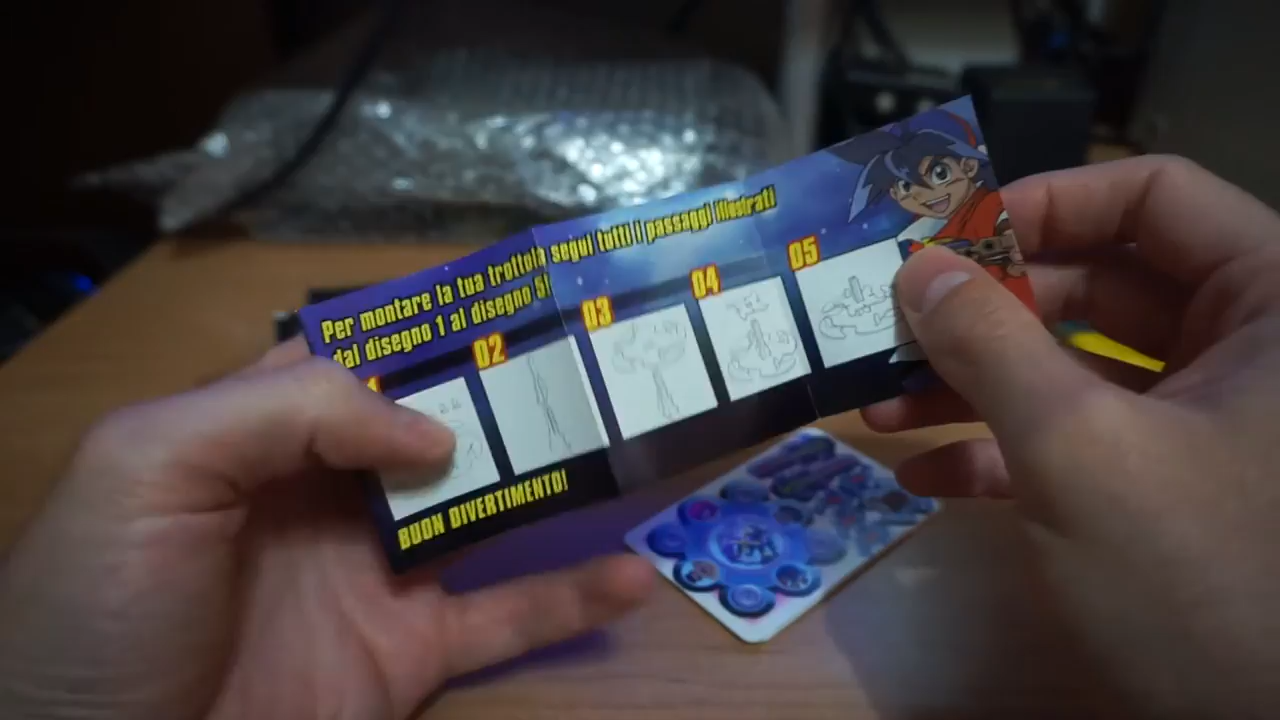 Per montare la tua trottola segui tutti i passaggi illustrati
dal disegno 1 al disegno 5!
02
03
04
05
BUON DIVERTIMENTO!